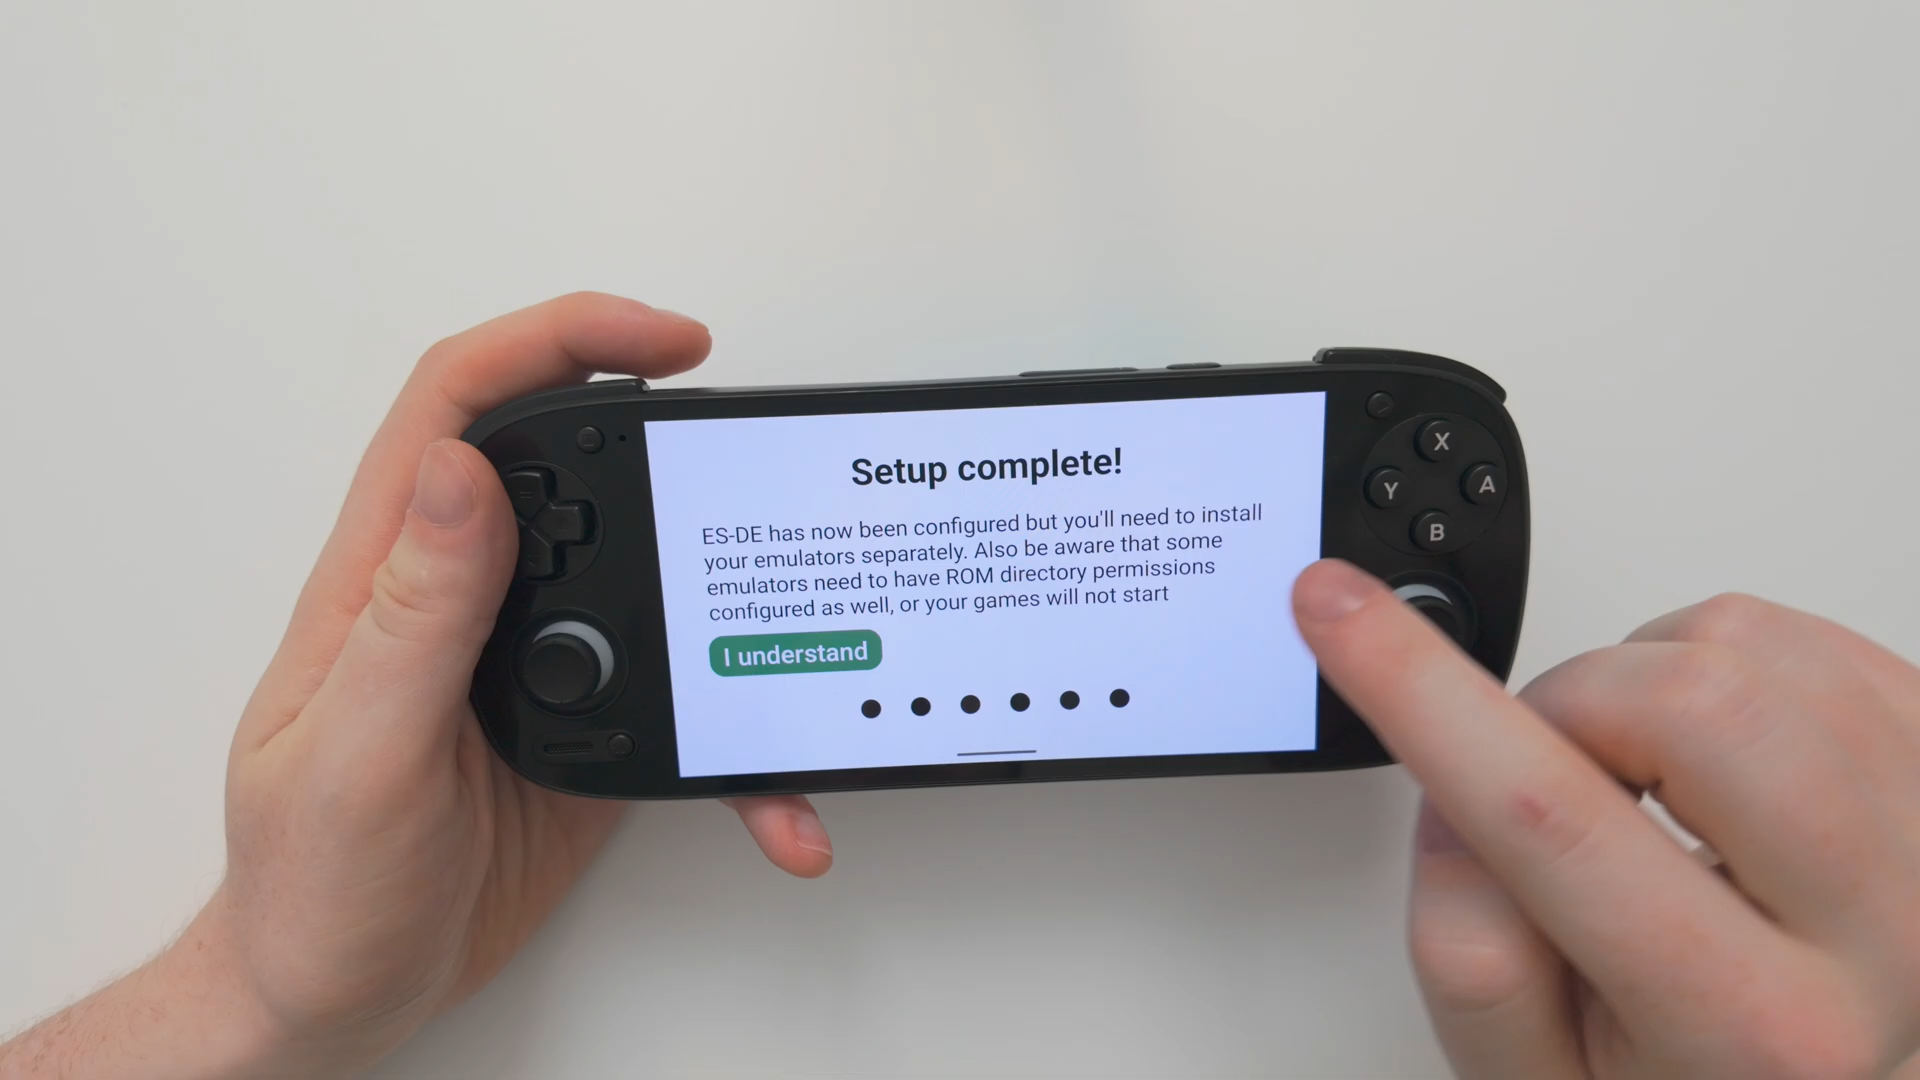 Setup complete!
ES-DE has now been configured but you'll need to install
your emulators separately. Also be aware that some
emulators need to have ROM directory permissions
configured as well, or your games will not start
I understand
X
Y
A
B